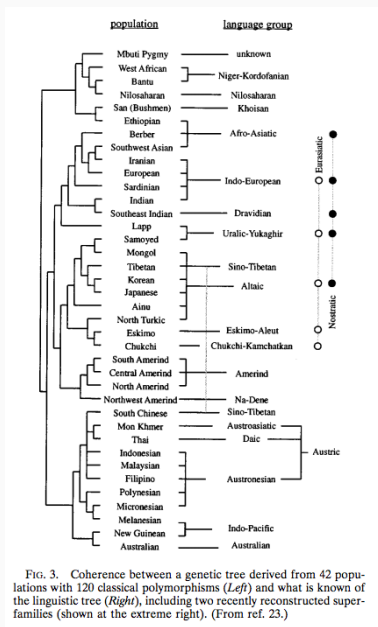 population language group
Mbuti Pygmy unknown
West African
Niger-Kordofanian
Bantu
Nilosaharan Nilosaharan
San (Bushmen) Khoisan
Ethiopian
Berber Afro-Asiatic
Southwest Asian
Iranian
European
Indo-European
Sardinian
Indian
Southeast Indian Dravidian
Lapp
Uralic-Yukaghir
Samoyed
Mongol
Tibetan Sino-Tibetan
Korean
Altaic
Japanese
Ainu
North Turkic
Eskimo Eskimo-Aleut
Chukchi Chukchi-Kamchatkan
South Amerind
Central Amerind Amerind
North Amerind
Northwest Amerind Na-Dene
South Chinese Sino-Tibetan
Mon Khmer Austroasiatic
Thai Daic
Indonesian Austric
Malaysian
Filipino Austronesian
Polynesian
Micronesian
Melanesian
Indo-Pacific
New Guinean
Australian Australian
Eurasiatic
Nostratic
FIG. 3. Coherence between a genetic tree derived from 42 popu-
lations with 120 classical polymorphisms (Left) and what is known of
the linguistic tree (Right), including two recently reconstructed super-
families (shown at the extreme right). (From ref. 23.)